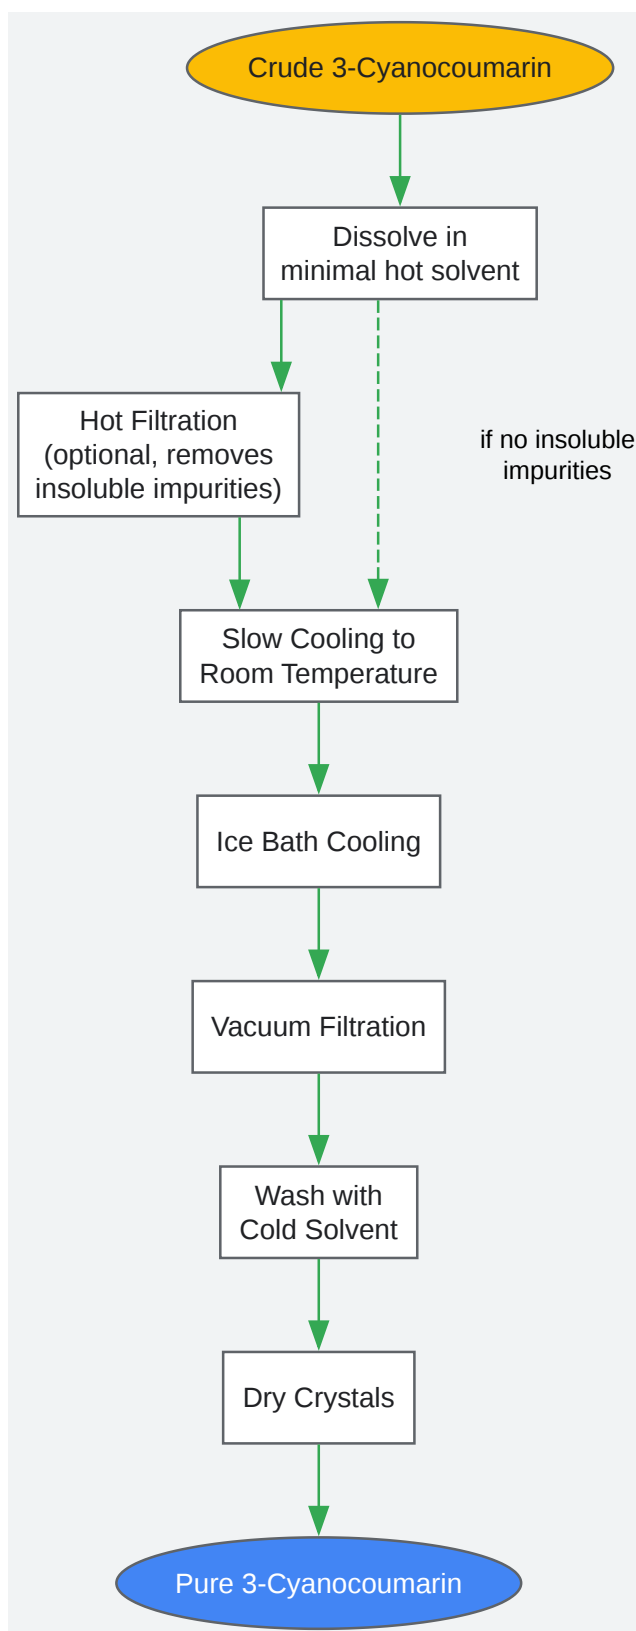 Crude 3-Cyanocoumarin
Dissolve in
minimal hot solvent
Hot Filtration
(optional, removes
insoluble impurities)
if no insoluble
impurities
Slow Cooling to
Room Temperature
Ice Bath Cooling
Vacuum Filtration
Wash with
Cold Solvent
Dry Crystals
Pure 3-Cyanocoumarin